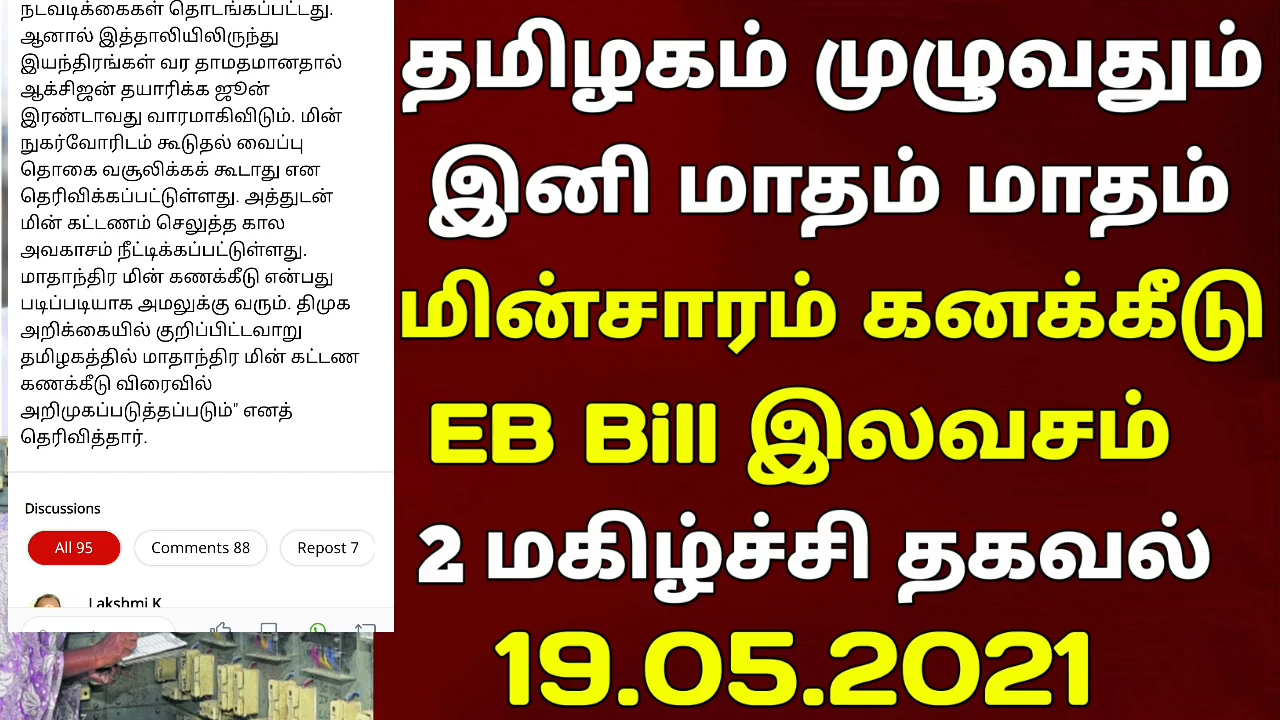 நடவடிக்கைகள் தொடங்கப்பட்டது.
ஆனால் இத்தாலியிலிருந்து
இயந்திரங்கள் வர தாமதமானதால்
ஆக்சிஜன் தயாரிக்க ஜூன்
இரண்டாவது வாரமாகிவிடும். மின்
நுகர்வோரிடம் கூடுதல் வைப்பு
தொகை வசூலிக்கக் கூடாது என
தெரிவிக்கப்பட்டுள்ளது. அத்துடன்
மின் கட்டணம் செலுத்த கால
அவகாசம் நீட்டிக்கப்பட்டுள்ளது.
மாதாந்திர மின் கணக்கீடு என்பது
படிப்படியாக அமலுக்கு வரும். திமுக
அறிக்கையில் குறிப்பிட்டவாறு
தமிழகத்தில் மாதாந்திர மின் கட்டண
கணக்கீடு விரைவில்
அறிமுகப்படுத்தப்படும்" எனத்
தெரிவித்தார்.
Discussions
All 95 Comments 88 Repost 7
Lakshmi K
தமிழகம் முழுவதும்
இனி மாதம் மாதம்
மின்சாரம் கனக்கீடு
EB Bill இலவசம்
2 மகிழ்ச்சி தகவல்
19.05.2021